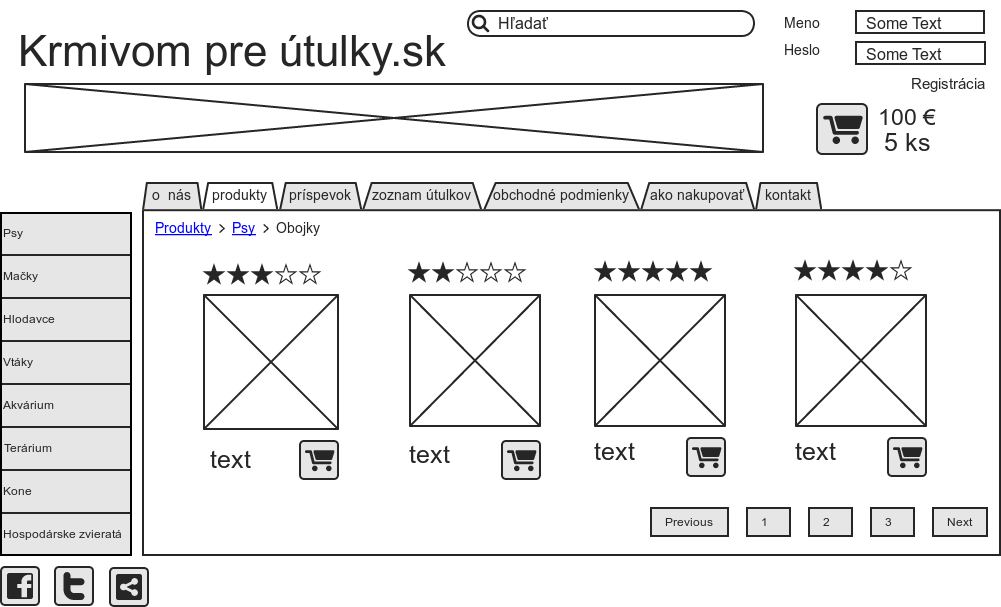 Hľadať
Meno
Some Text
Krmivom pre útulky.sk
Heslo
Some Text
Registrácia
100 €
5 ks
o nás
produkty
príspevok
zoznam útulkov
obchodné podmienky
ako nakupovať
kontakt
Produkty > Psy > Obojky
Psy
Mačky
Hlodavce
Vtáky
Akvárium
Terárium
Kone
Hospodárske zvieratá
text
text
text
text
Previous
1
2
3
Next